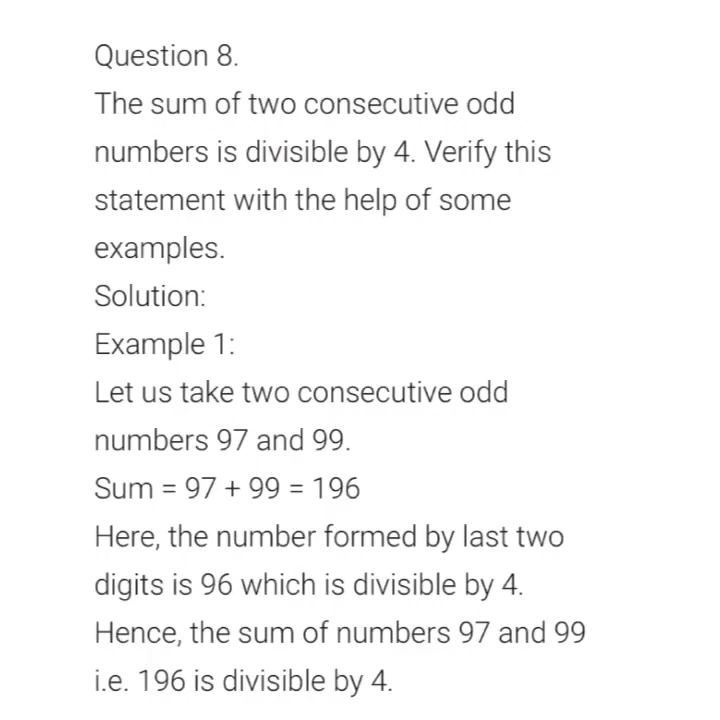 Question 8.
The sum of two consecutive odd
numbers is divisible by 4. Verify this
statement with the help of some
examples.
Solution:
Example 1:
Let us take two consecutive odd
numbers 97 and 99.
Sum = 97 + 99 = 196
Here, the number formed by last two
digits is 96 which is divisible by 4.
Hence, the sum of numbers 97 and 99
i.e. 196 is divisible by 4.